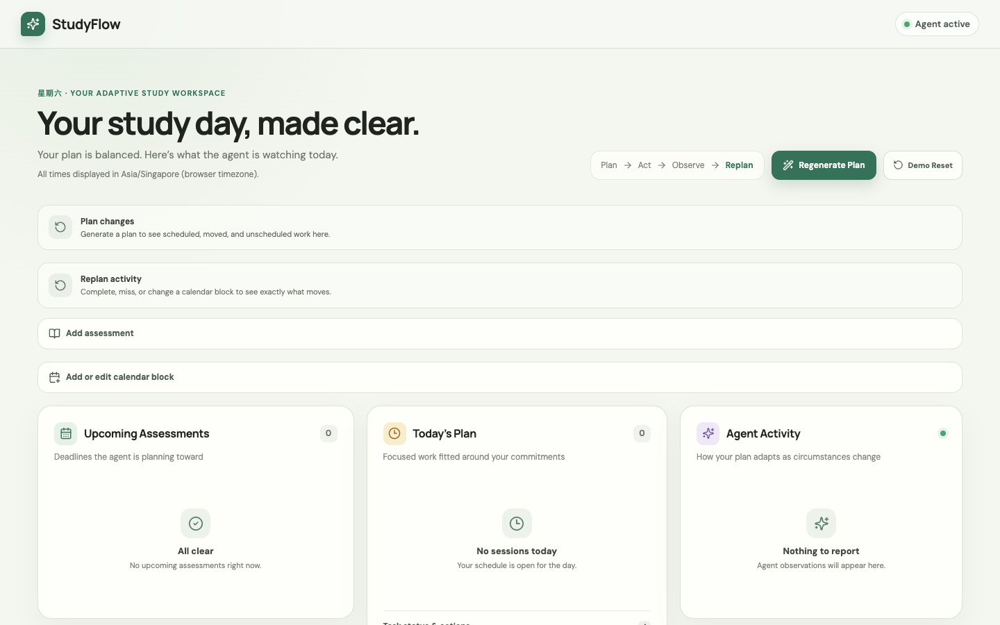 StudyFlow
Agent active
星期六 · YOUR ADAPTIVE STUDY WORKSPACE
Your study day, made clear.
Your plan is balanced. Here’s what the agent is watching today.
All times displayed in Asia/Singapore (browser timezone).
Plan → Act → Observe → Replan
Regenerate Plan
Demo Reset
Plan changes
Generate a plan to see scheduled, moved, and unscheduled work here.
Replan activity
Complete, miss, or change a calendar block to see exactly what moves.
Add assessment
Add or edit calendar block
Upcoming Assessments
0
Deadlines the agent is planning toward
All clear
No upcoming assessments right now.
Today’s Plan
0
Focused work fitted around your commitments
No sessions today
Your schedule is open for the day.
Task status & actions
Agent Activity
How your plan adapts as circumstances change
Nothing to report
Agent observations will appear here.